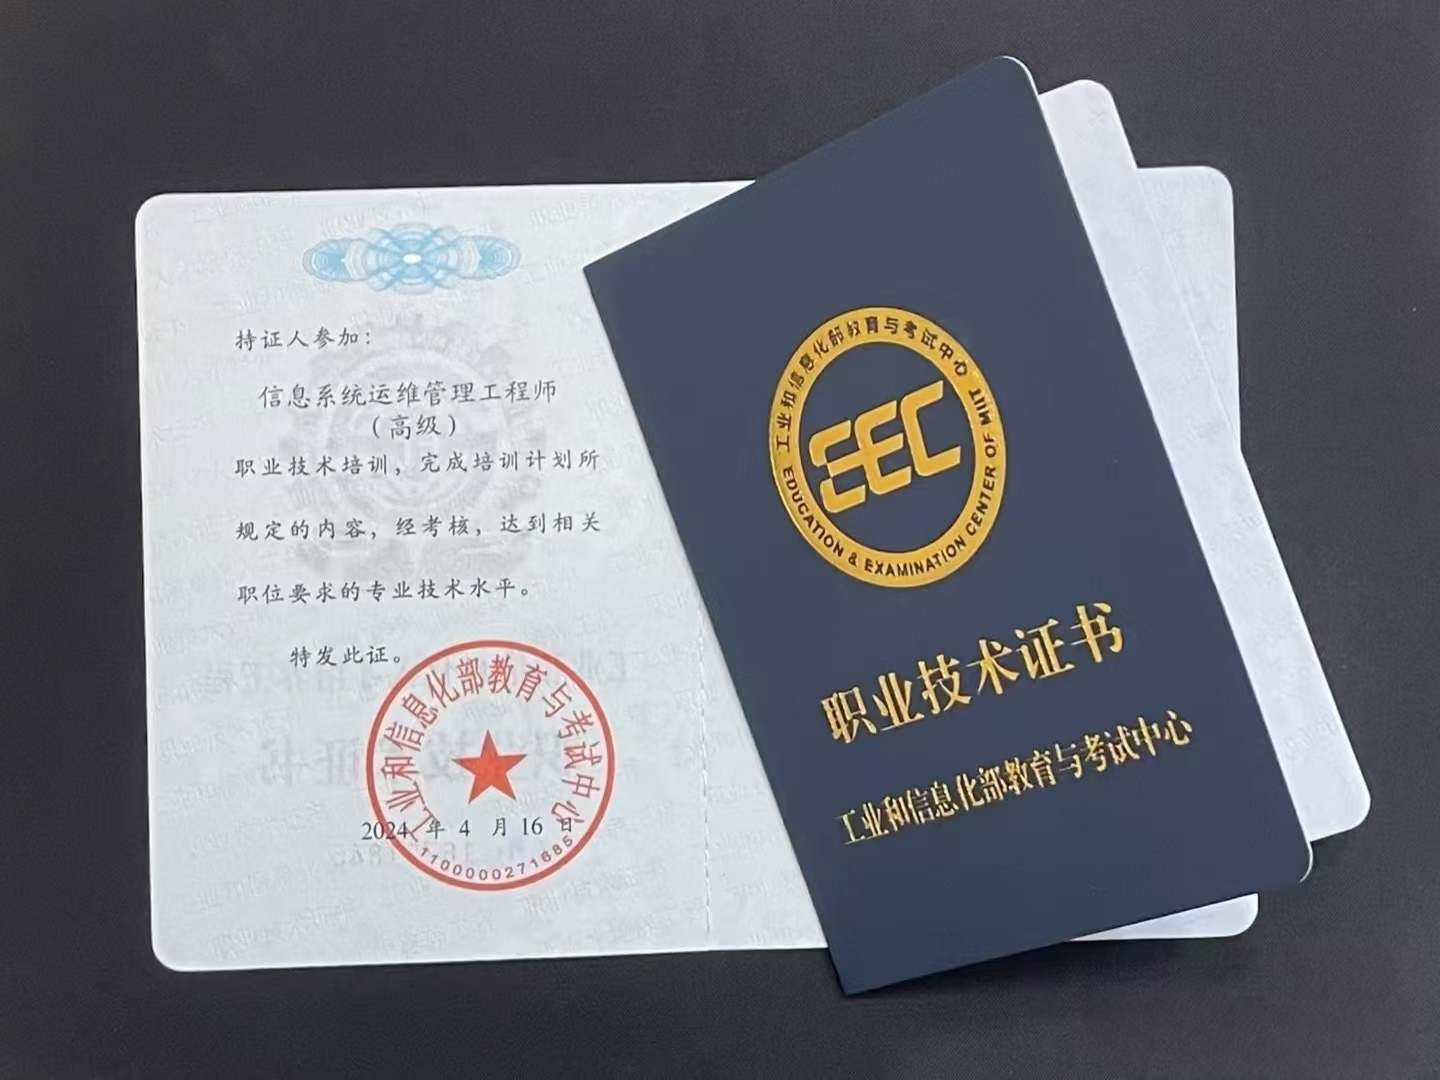 持证人参加：
信息系统运维管理工程师
（高级）
职业技术培训，完成培训计划所
规定的内容，经考核，达到相关
职位要求的专业技术水平。
特发此证。
工业和信息化部教育与考试中心
2024 年 4 月 16 日
1100000271685
工业和信息化部教育与考试中心
EEC
EDUCATION & EXAMINATION CENTER OF MIIT
职业技术证书
工业和信息化部教育与考试中心